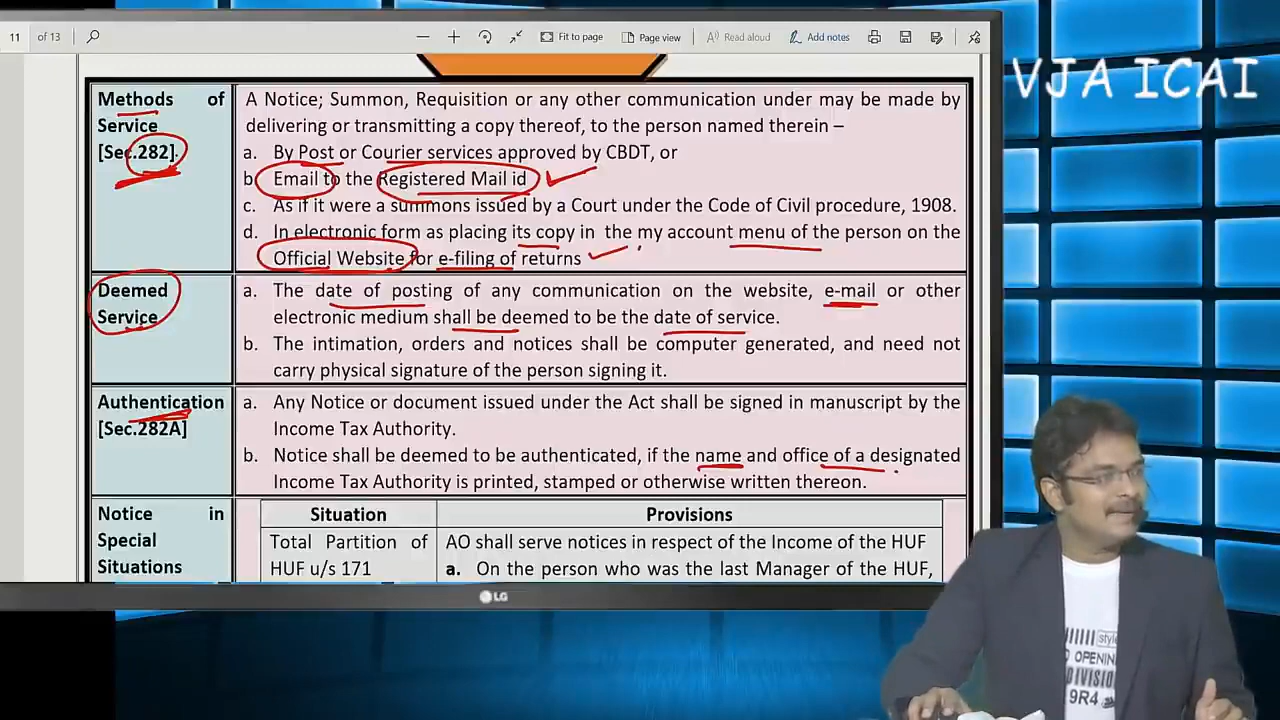 11 of 13
Fit to page
Page view
Read aloud
Add notes
VJA ICAI
Methods of
Service
[Sec.282].
A Notice; Summon, Requisition or any other communication under may be made by
delivering or transmitting a copy thereof, to the person named therein –
a. By Post or Courier services approved by CBDT, or
b. Email to the Registered Mail id
c. As if it were a summons issued by a Court under the Code of Civil procedure, 1908.
d. In electronic form as placing its copy in the my account menu of the person on the
Official Website for e-filing of returns
Deemed
Service
a. The date of posting of any communication on the website, e-mail or other
electronic medium shall be deemed to be the date of service.
b. The intimation, orders and notices shall be computer generated, and need not
carry physical signature of the person signing it.
Authentication
[Sec.282A]
a. Any Notice or document issued under the Act shall be signed in manuscript by the
Income Tax Authority.
b. Notice shall be deemed to be authenticated, if the name and office of a designated
Income Tax Authority is printed, stamped or otherwise written thereon.
Notice in
Special
Situations
Situation
Provisions
Total Partition of
HUF u/s 171
AO shall serve notices in respect of the Income of the HUF
a. On the person who was the last Manager of the HUF,
LG
style
OPENIN
DIVISION
9R4